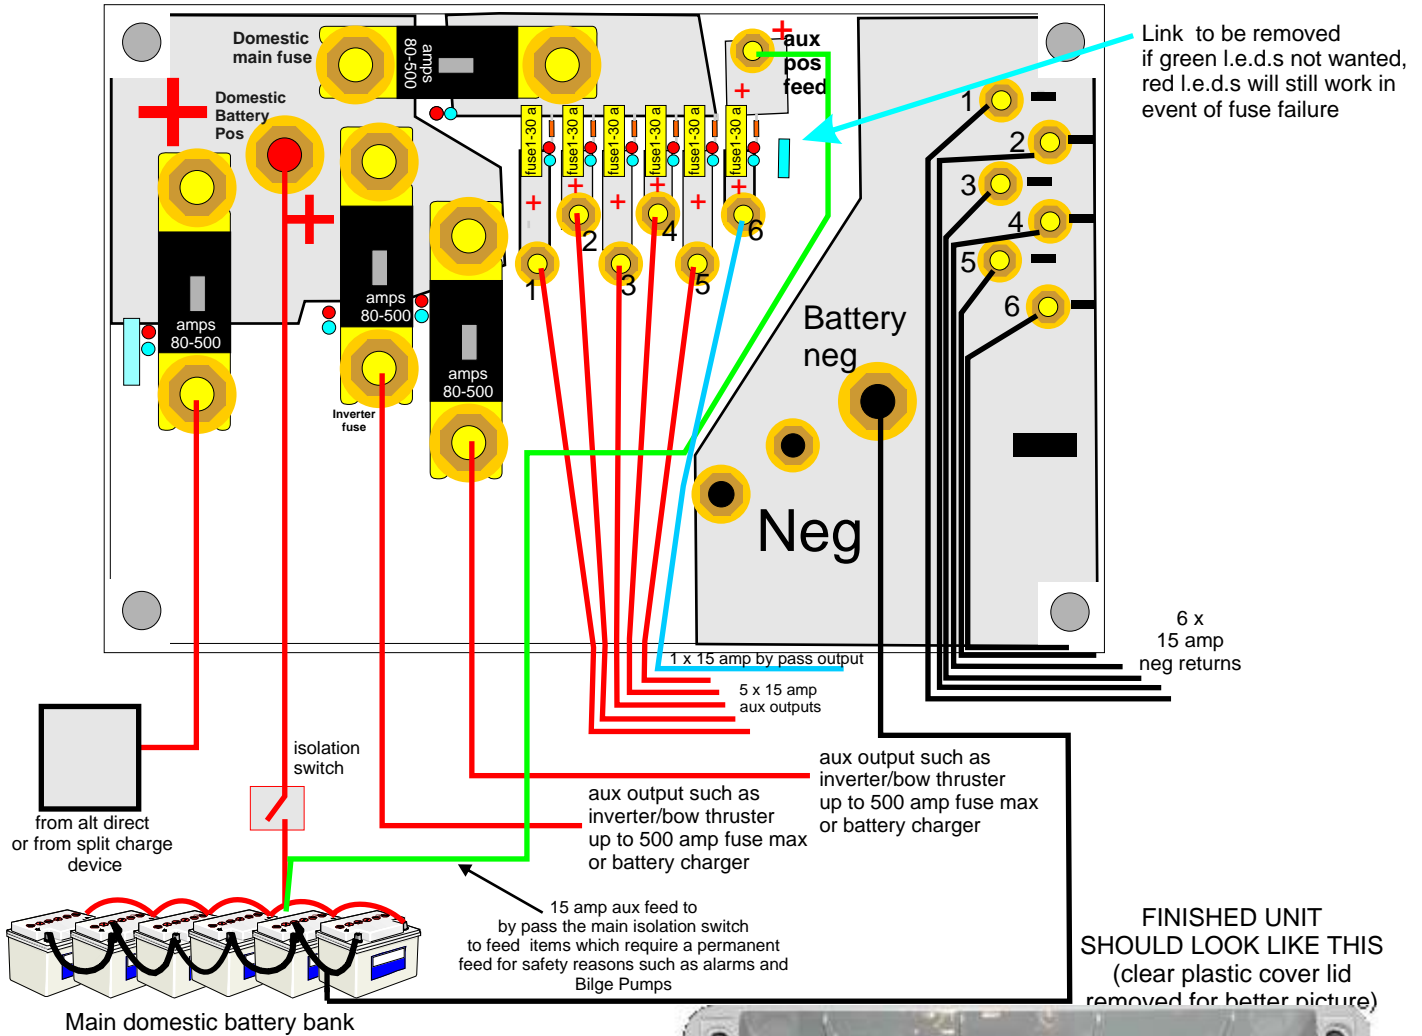 Domestic
main fuse
amps
80-500
aux
pos
feed
Link to be removed
if green l.e.d.s not wanted,
red l.e.d.s will still work in
event of fuse failure
Domestic
Battery
Pos
fuse1-30 a
fuse1-30 a
fuse1-30 a
fuse1-30 a
fuse1-30 a
fuse1-30 a
1
2
3
4
5
6
1
2
3
4
5
6
amps
80-500
amps
80-500
amps
80-500
Inverter
fuse
Battery
neg
Neg
1 x 15 amp by pass output
5 x 15 amp
aux outputs
6 x
15 amp
neg returns
isolation
switch
from alt direct
or from split charge
device
aux output such as
inverter/bow thruster
up to 500 amp fuse max
or battery charger
aux output such as
inverter/bow thruster
up to 500 amp fuse max
or battery charger
15 amp aux feed to
by pass the main isolation switch
to feed items which require a permanent
feed for safety reasons such as alarms and
Bilge Pumps
Main domestic battery bank
FINISHED UNIT
SHOULD LOOK LIKE THIS
(clear plastic cover lid
removed for better picture)